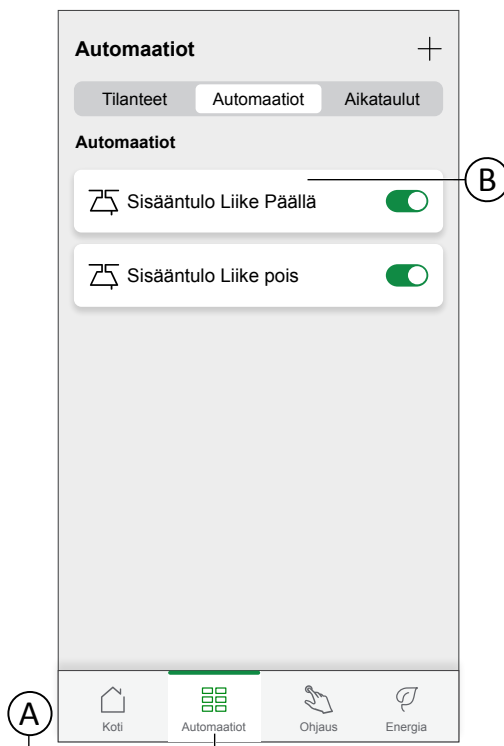 Automaatiot
Tilanteet Automaatiot Aikataulut
Automaatiot
B
Sisääntulo Liike Päällä
Sisääntulo Liike pois
A
Koti Automaatiot Ohjaus Energia